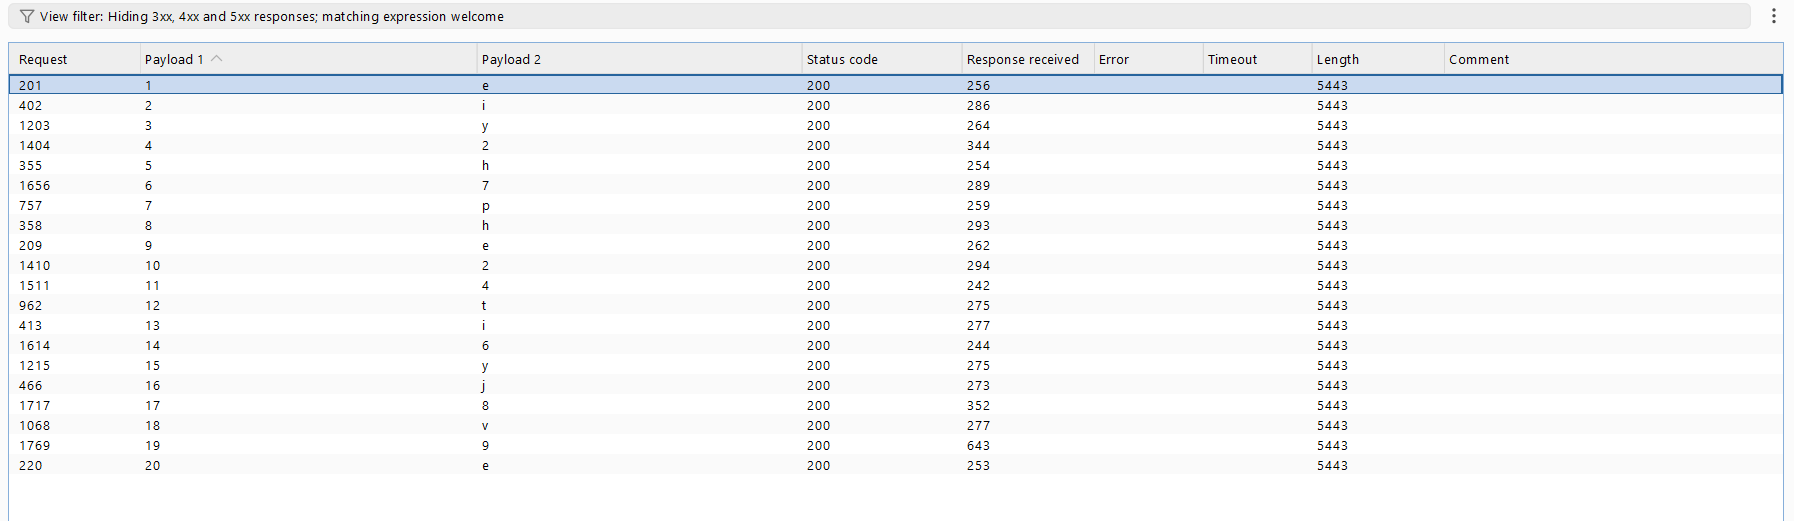 View filter: Hiding 3xx, 4xx and 5xx responses; matching expression welcome
Request Payload 1 Payload 2 Status code Response received Error Timeout Length Comment
201 1 e 200 256 5443
402 2 i 200 286 5443
1203 3 y 200 264 5443
1404 4 2 200 344 5443
355 5 h 200 254 5443
1656 6 7 200 289 5443
757 7 p 200 259 5443
358 8 h 200 293 5443
209 9 e 200 262 5443
1410 10 2 200 294 5443
1511 11 4 200 242 5443
962 12 t 200 275 5443
413 13 i 200 277 5443
1614 14 6 200 244 5443
1215 15 y 200 275 5443
466 16 j 200 273 5443
1717 17 8 200 352 5443
1068 18 v 200 277 5443
1769 19 9 200 643 5443
220 20 e 200 253 5443